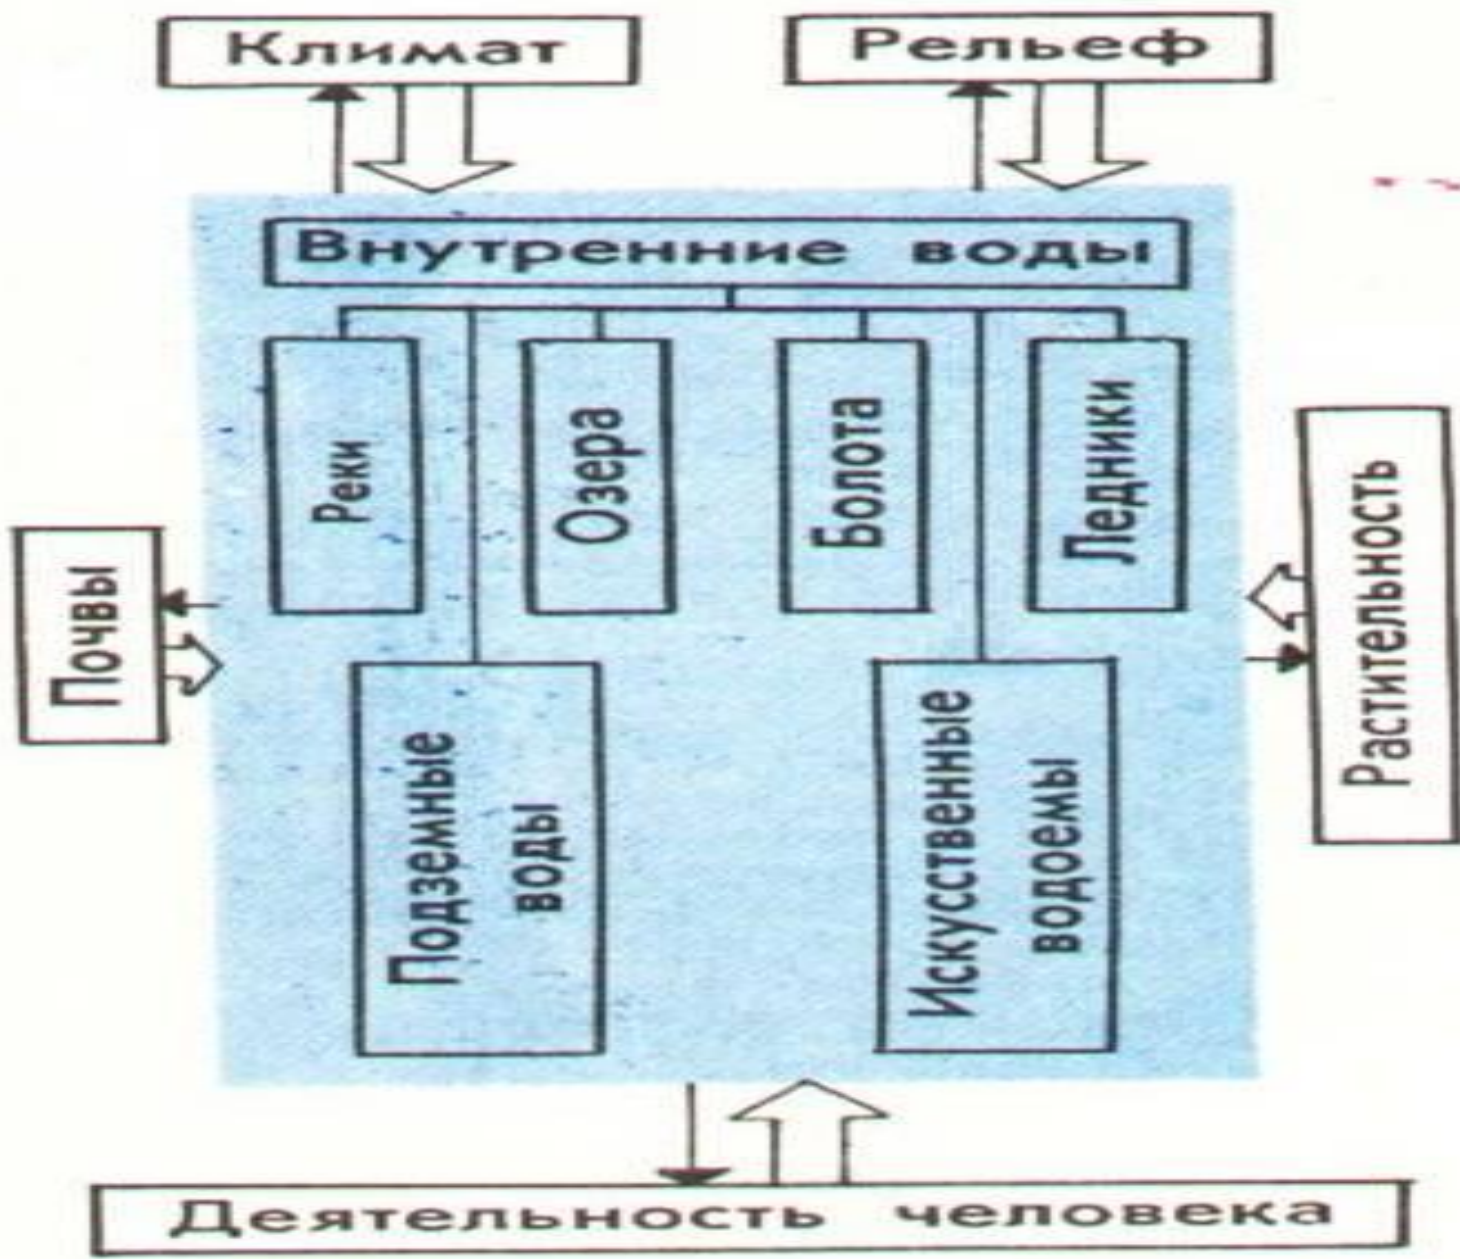 Климат
Рельеф
Внутренние воды
Реки
Озера
Болота
Ледники
Почвы
Растительность
Подземные
воды
Искусственные
водоемы
Деятельность человека